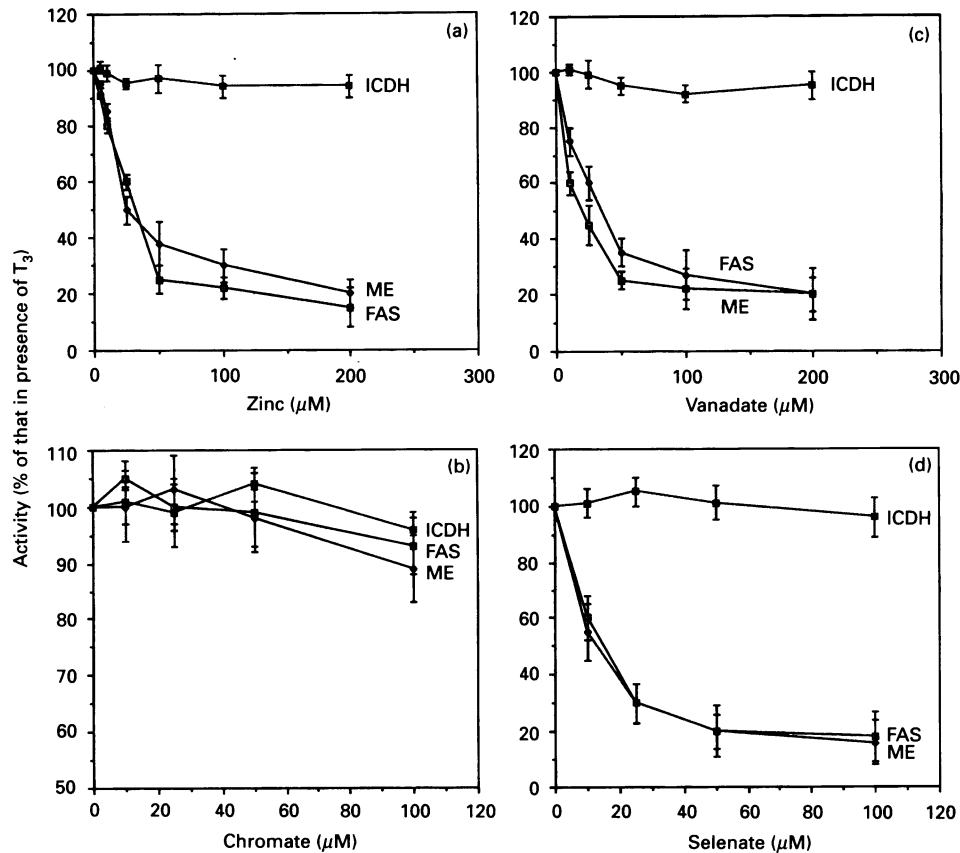 Activity (% of that in presence of T3)
(a)
120
100
80
60
40
20
0
ICDH
ME
FAS
0 100 200 300
Zinc (μM)
(c)
120
100
80
60
40
20
0
ICDH
FAS
ME
0 100 200 300
Vanadate (μM)
(b)
110
100
90
80
70
60
50
ICDH
FAS
ME
0 20 40 60 80 100 120
Chromate (μM)
(d)
120
100
80
60
40
20
0
ICDH
FAS
ME
0 20 40 60 80 100 120
Selenate (μM)